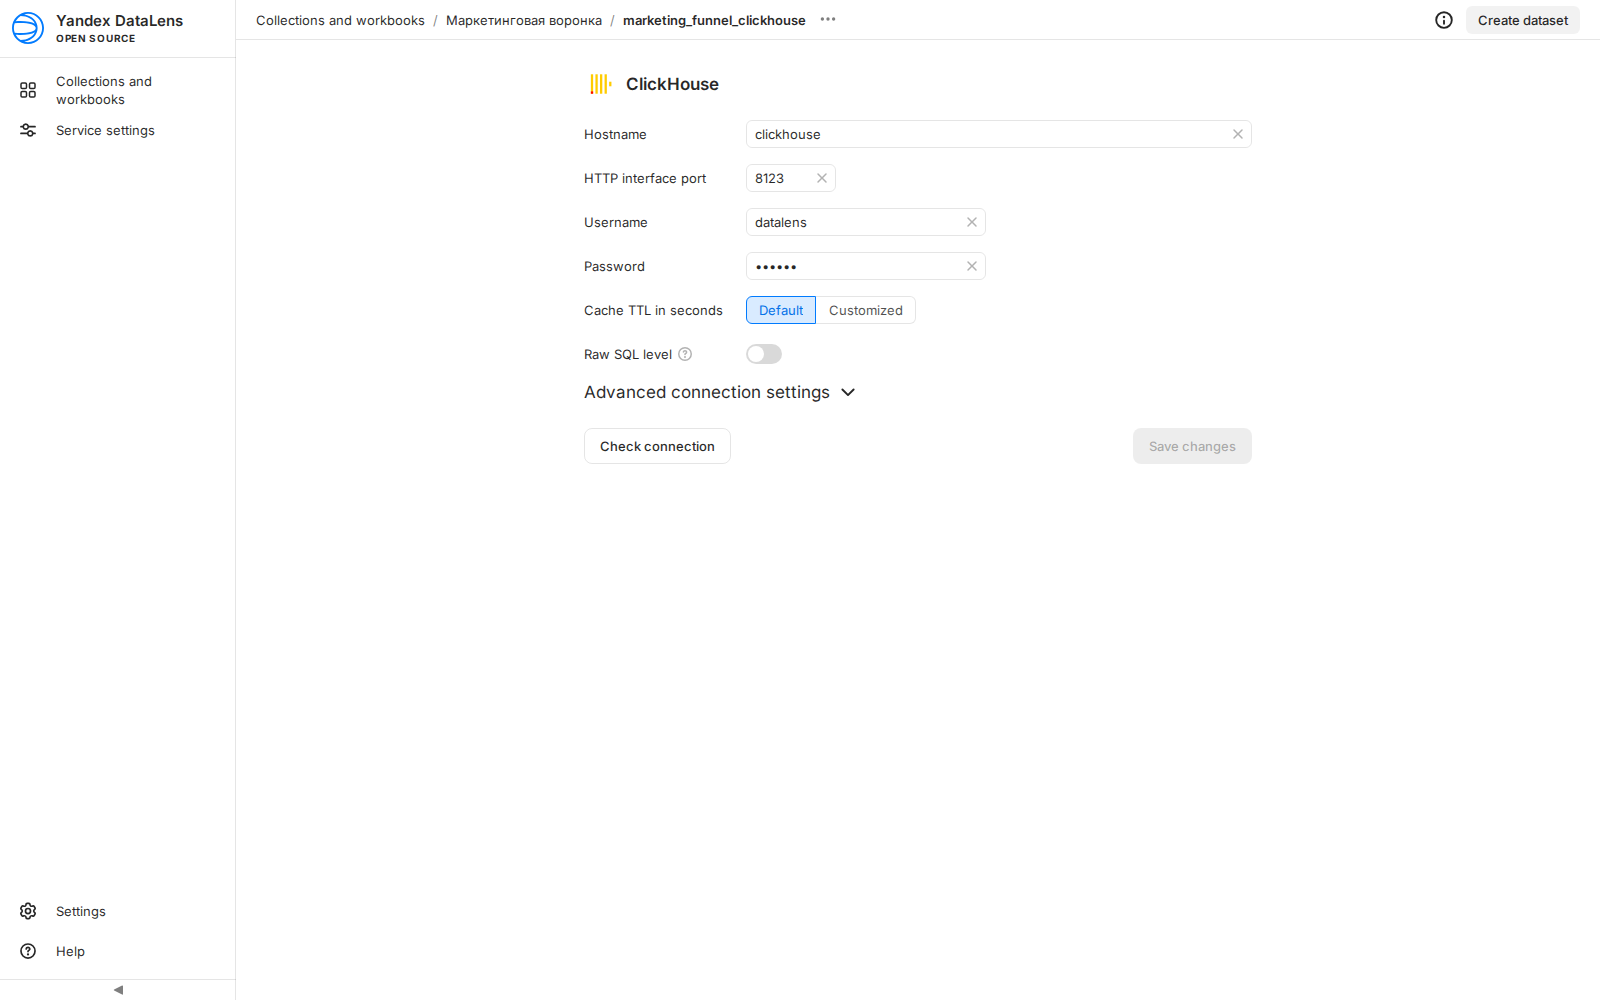 Yandex DataLens
OPEN SOURCE
Collections and
workbooks
Service settings
Settings
Help
Collections and workbooks / Маркетинговая воронка / marketing_funnel_clickhouse
Create dataset
ClickHouse
Hostname
clickhouse
HTTP interface port
8123
Username
datalens
Password
••••••
Cache TTL in seconds
Default Customized
Raw SQL level
Advanced connection settings
Check connection
Save changes